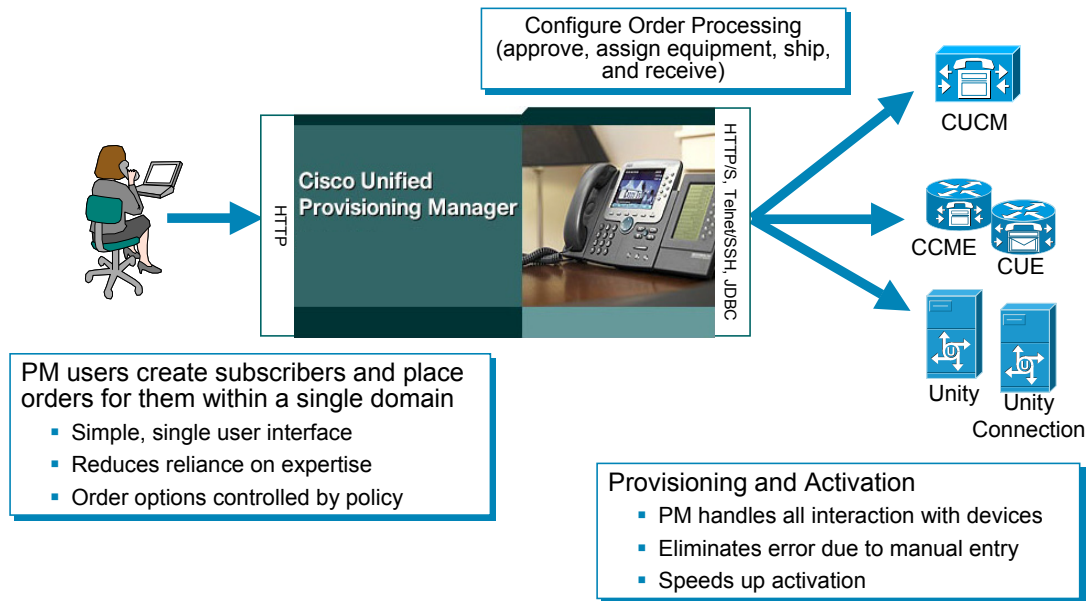 Configure Order Processing
(approve, assign equipment, ship,
and receive)
HTTP
Cisco Unified
Provisioning Manager
HTTP/S, Telnet/SSH, JDBC
CUCM
CCME
CUE
Unity
Unity
Connection
PM users create subscribers and place
orders for them within a single domain
▪ Simple, single user interface
▪ Reduces reliance on expertise
▪ Order options controlled by policy
Provisioning and Activation
▪ PM handles all interaction with devices
▪ Eliminates error due to manual entry
▪ Speeds up activation